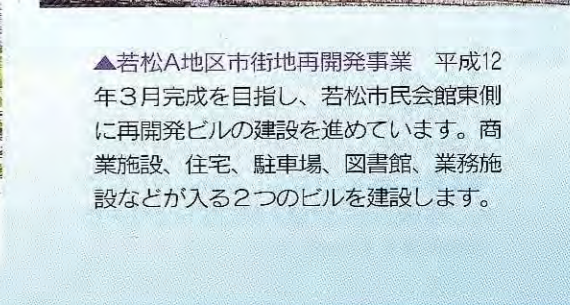 ▲若松A地区市街地再開発事業　平成12
年３月完成を目指し、若松市民会館東側
に再開発ビルの建設を進めています。商
業施設、住宅、駐車場、図書館、業務施
設などが入る２つのビルを建設します。